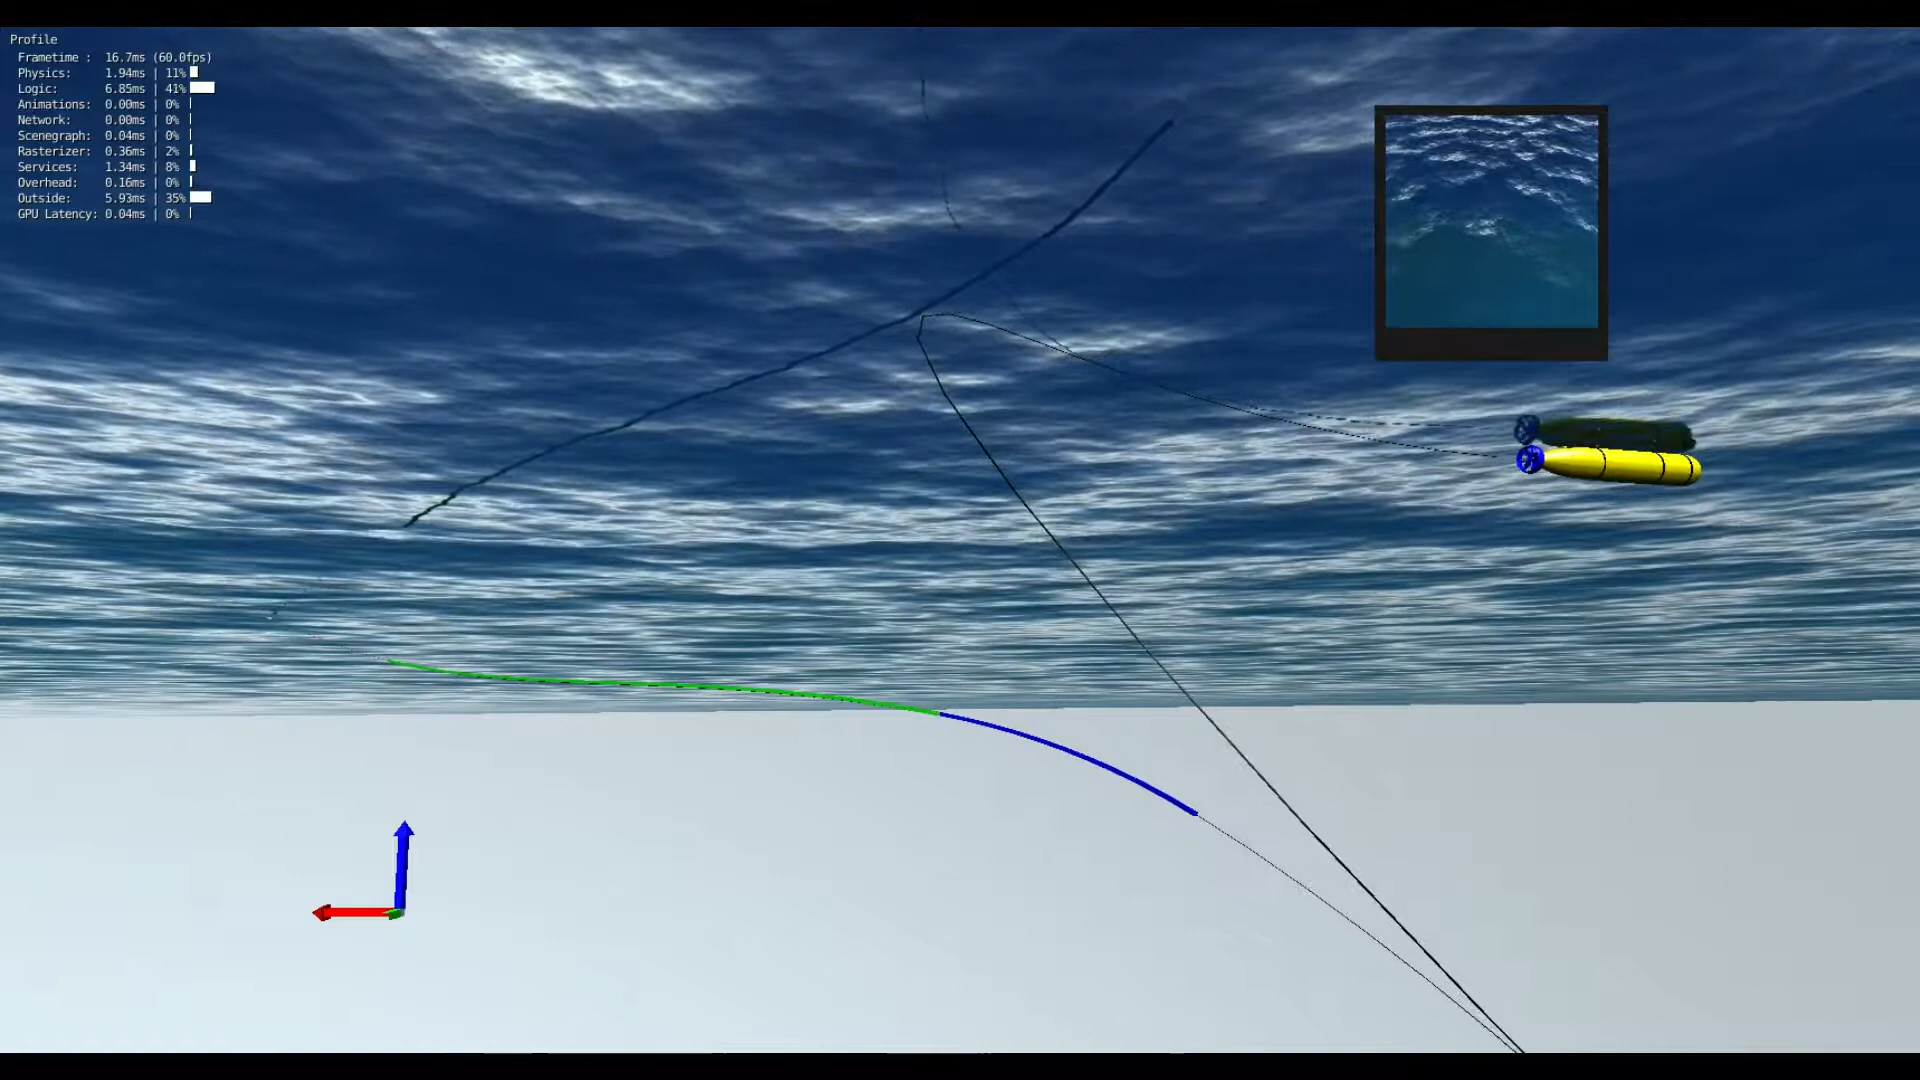 Profile
Frametime : 16.7ms (60.0fps)
Physics: 1.94ms | 11%
Logic: 6.85ms | 41%
Animations: 0.00ms | 0%
Network: 0.00ms | 0%
Scenegraph: 0.04ms | 0%
Rasterizer: 0.36ms | 2%
Services: 1.34ms | 8%
Overhead: 0.16ms | 0%
Outside: 5.93ms | 35%
GPU Latency: 0.04ms | 0%